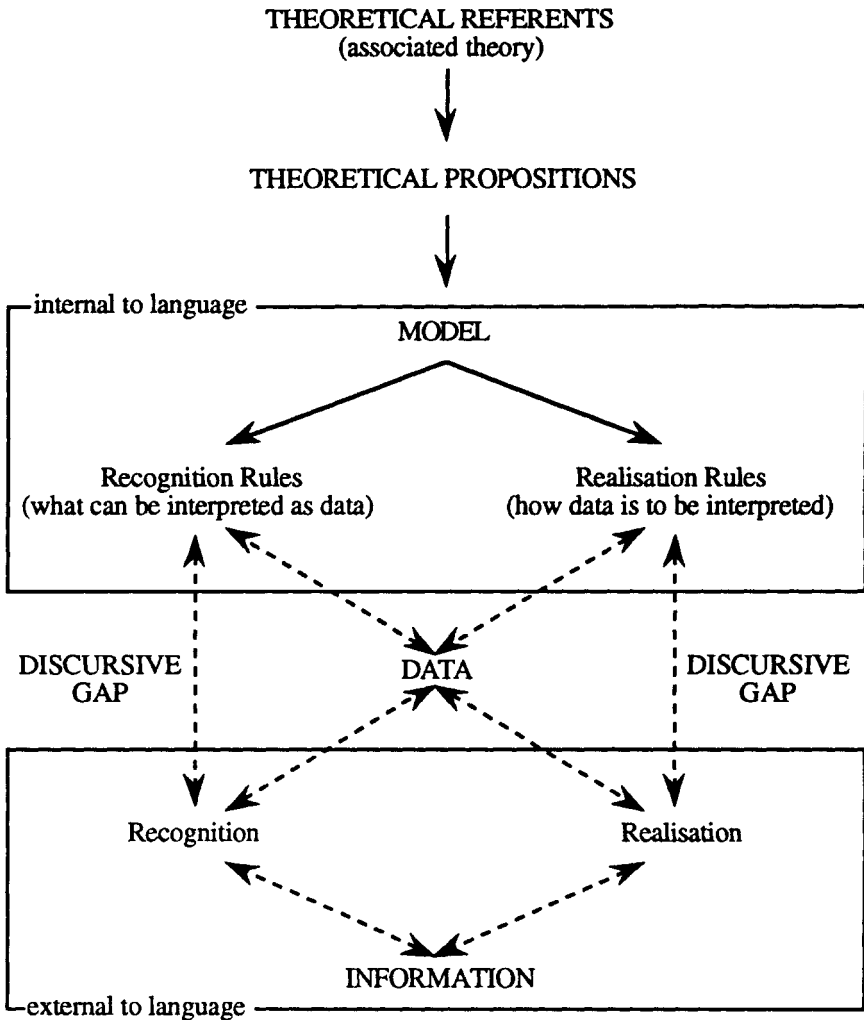 THEORETICAL REFERENTS
(associated theory)
THEORETICAL PROPOSITIONS
internal to language
MODEL
Recognition Rules
(what can be interpreted as data)
Realisation Rules
(how data is to be interpreted)
DISCURSIVE
GAP
DATA
DISCURSIVE
GAP
Recognition
Realisation
INFORMATION
external to language